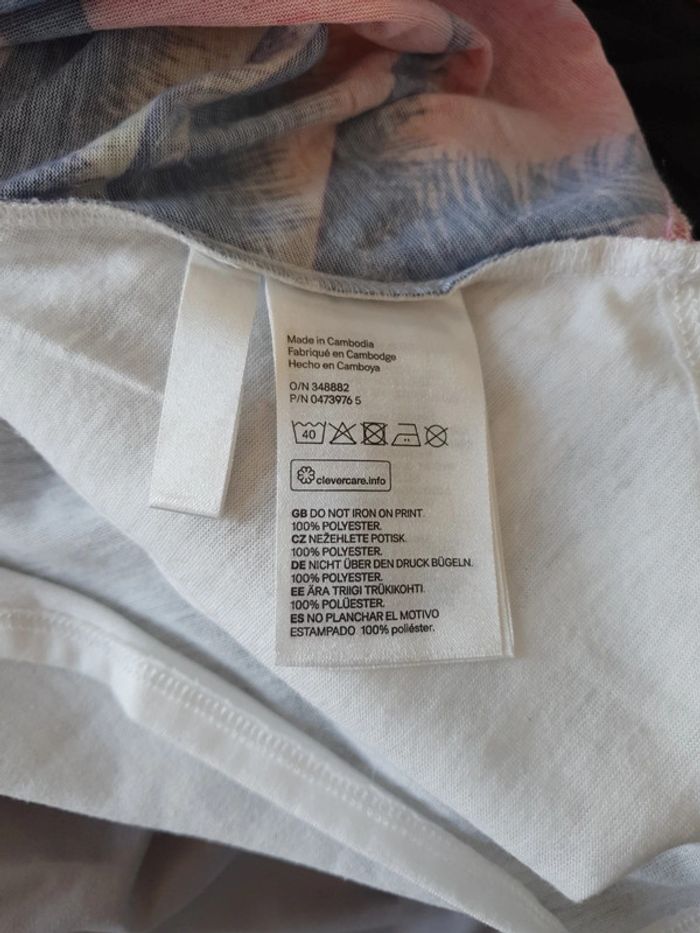 Made in Cambodia
Fabriqué en Cambodge
Hecho en Camboya
O/N 348882
P/N 0473976 5
40
clevercare.info
GB DO NOT IRON ON PRINT.
100% POLYESTER.
CZ NEŽEHLETE POTISK.
100% POLYESTER.
DE NICHT ÜBER DEN DRUCK BÜGELN.
100% POLYESTER.
EE ÄRA TRIIGI TRÜKIKOHTI.
100% POLÜESTER.
ES NO PLANCHAR EL MOTIVO
ESTAMPADO 100% poliéster.